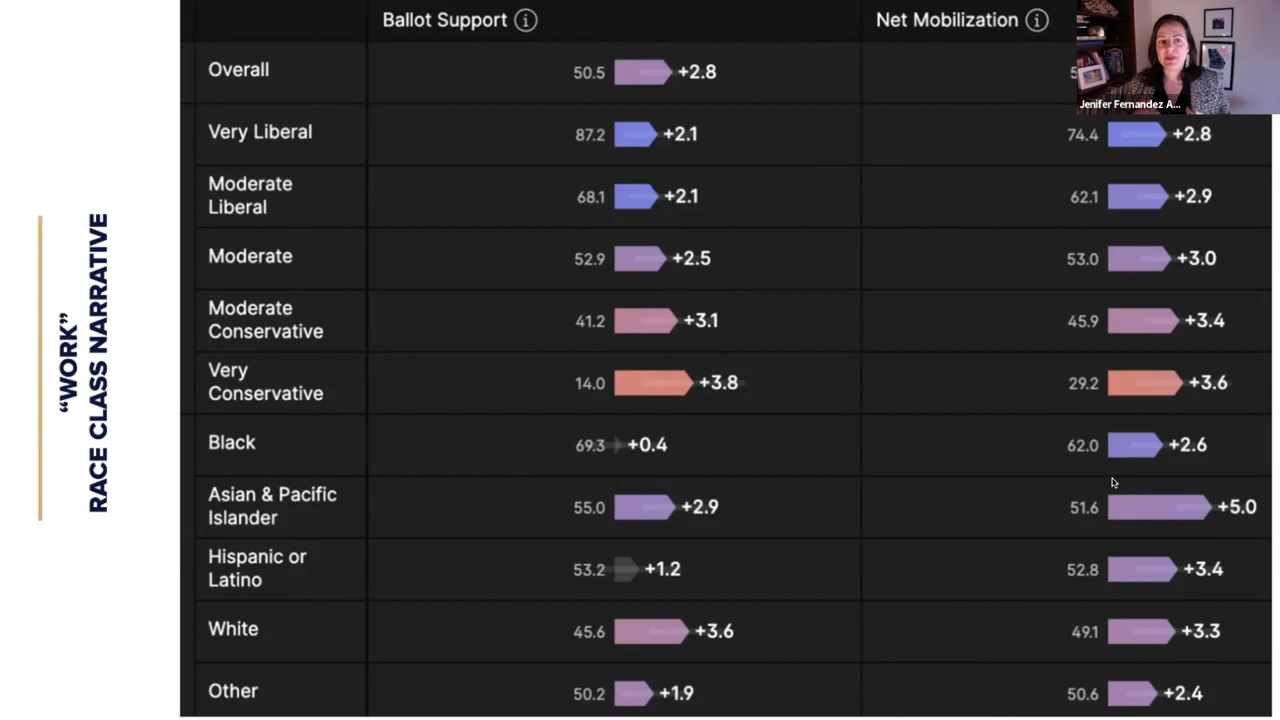 “WORK”
RACE CLASS NARRATIVE
Ballot Support Net Mobilization
Jenifer Fernandez A...
Overall 50.5 +2.8
Very Liberal 87.2 +2.1 74.4 +2.8
Moderate
Liberal 68.1 +2.1 62.1 +2.9
Moderate 52.9 +2.5 53.0 +3.0
Moderate
Conservative 41.2 +3.1 45.9 +3.4
Very
Conservative 14.0 +3.8 29.2 +3.6
Black 69.3 +0.4 62.0 +2.6
Asian & Pacific
Islander 55.0 +2.9 51.6 +5.0
Hispanic or
Latino 53.2 +1.2 52.8 +3.4
White 45.6 +3.6 49.1 +3.3
Other 50.2 +1.9 50.6 +2.4